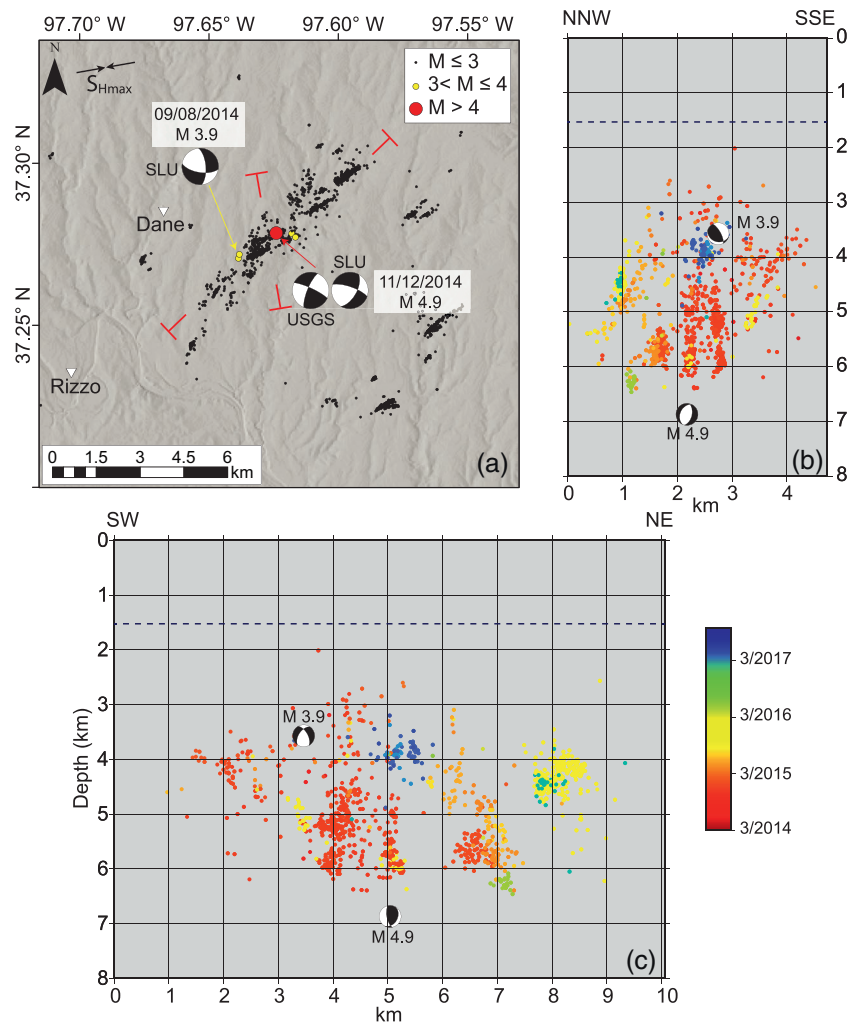 97.70° W 97.65° W 97.60° W 97.55° W
N
SHmax
M ≤ 3
3< M ≤ 4
M > 4
09/08/2014
M 3.9
SLU
37.30° N
Dane
SLU
11/12/2014
M 4.9
USGS
37.25° N
Rizzo
0 1.5 3 4.5 6
km
(a)
NNW SSE
0
1
2
3
M 3.9
4
5
6
7
M 4.9
(b)
8
0 1 2 3 4
km
SW NE
0
1
2
3
M 3.9
4
Depth (km)
5
6
7
M 4.9
(c)
8
0 1 2 3 4 5 6 7 8 9 10
km
3/2017
3/2016
3/2015
3/2014